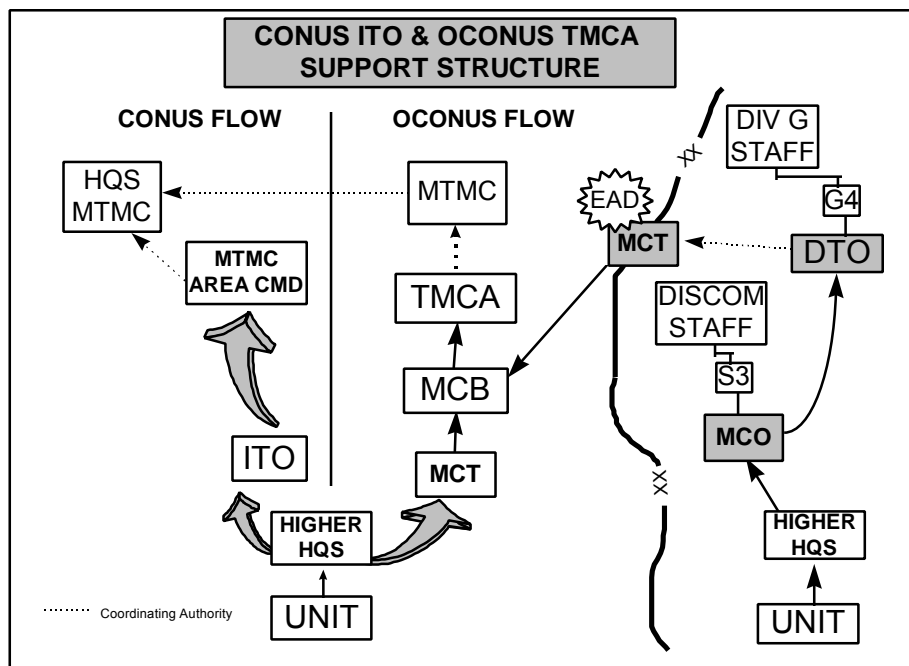 CONUS ITO & OCONUS TMCA
SUPPORT STRUCTURE
CONUS FLOW
OCONUS FLOW
HQS
MTMC
MTMC
AREA CMD
ITO
HIGHER
HQS
UNIT
MTMC
TMCA
MCB
MCT
EAD
MCT
XX
XX
DIV G
STAFF
G4
DTO
DISCOM
STAFF
S3
MCO
HIGHER
HQS
UNIT
Coordinating Authority